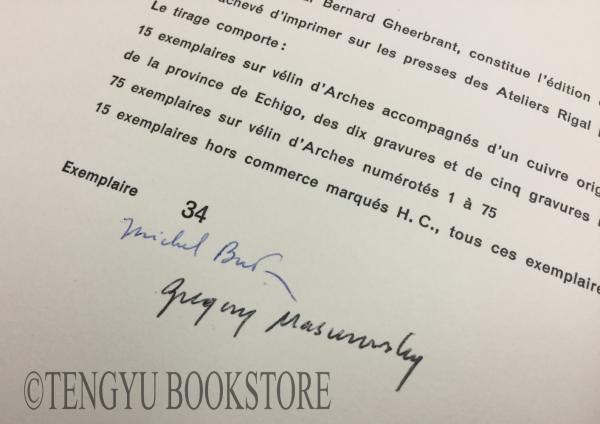 Bernard Gheerbrant, constitue l'édition
achevé d'imprimer sur les presses des Ateliers Rigal
Le tirage comporte :
15 exemplaires sur vélin d'Arches accompagnés d'un cuivre orig
de la province de Echigo, des dix gravures et de cinq gravures
75 exemplaires sur vélin d'Arches numérotés 1 à 75
15 exemplaires hors commerce marqués H. C., tous ces exemplaire
Exemplaire 34
Michel Butor
Gregory Masurovsky
©TENGYU BOOKSTORE